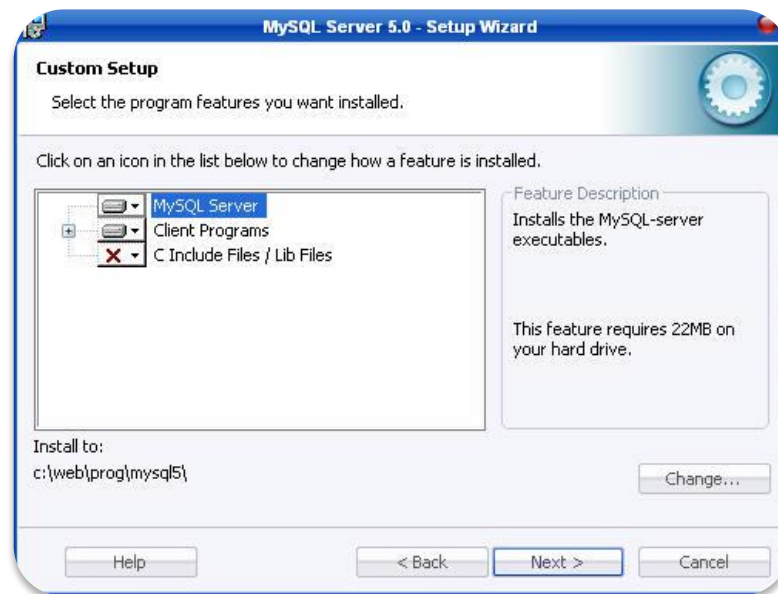 MySQL Server 5.0 - Setup Wizard
Custom Setup
Select the program features you want installed.
Click on an icon in the list below to change how a feature is installed.
MySQL Server
Client Programs
C Include Files / Lib Files
Feature Description
Installs the MySQL-server
executables.
This feature requires 22MB on
your hard drive.
Install to:
c:\web\prog\mysql5\
Change...
Help
< Back
Next >
Cancel